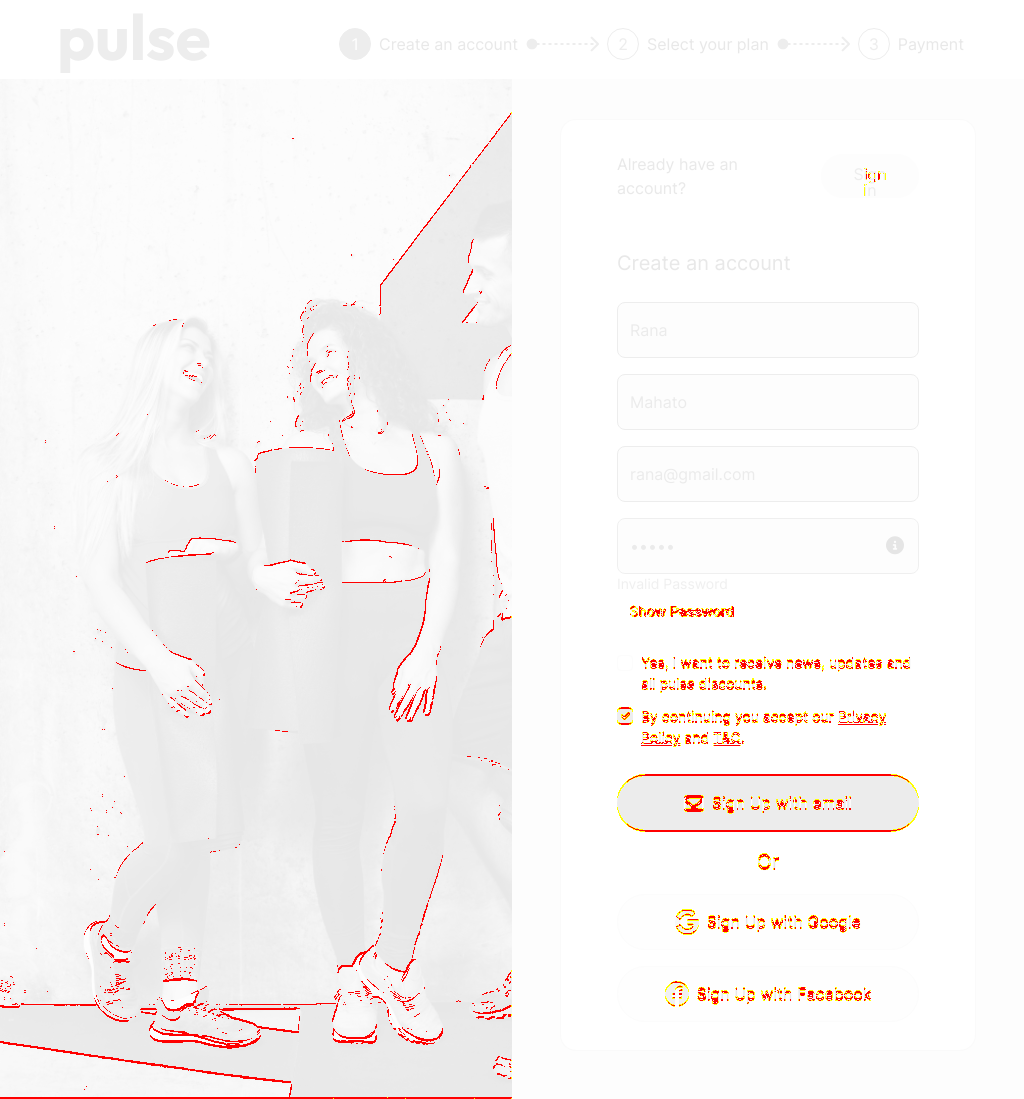 pulse
1 Create an account 2 Select your plan 3 Payment
Already have an
account?
Sign
in
Create an account
Rana
Mahato
rana@gmail.com
Invalid Password
Show Password
Yes, I want to receive news, updates and
all pulse discounts.
By continuing you accept our Privacy
Policy and T&C.
Sign Up with email
Or
Sign Up with Google
Sign Up with Facebook